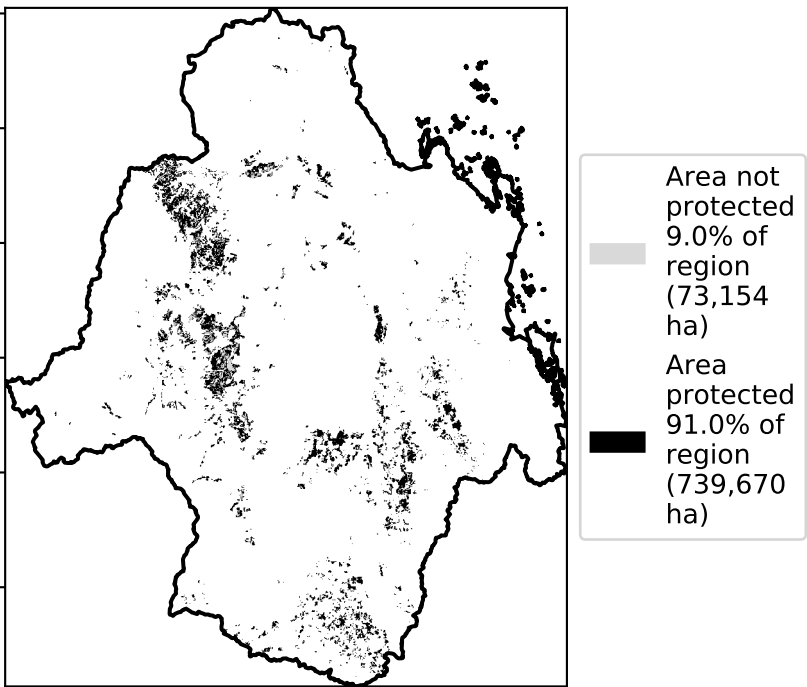 Area not
protected
9.0% of
region
(73,154
ha)
Area
protected
91.0% of
region
(739,670
ha)